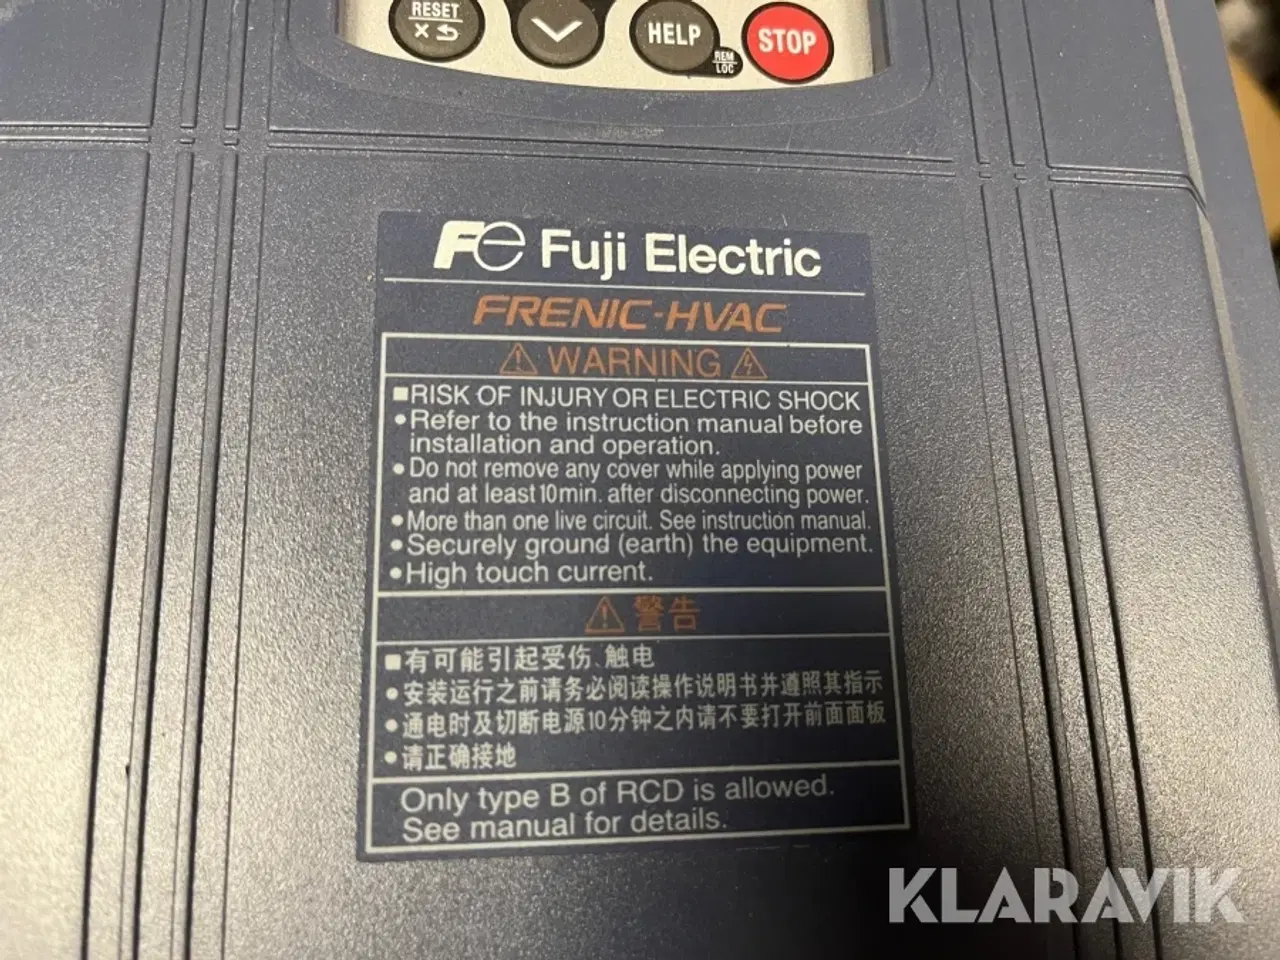 RESET
HELP
REM
LOC
STOP
Fe Fuji Electric
FRENIC-HVAC
WARNING
■RISK OF INJURY OR ELECTRIC SHOCK
•Refer to the instruction manual before
installation and operation.
•Do not remove any cover while applying power
and at least 10min. after disconnecting power.
•More than one live circuit. See instruction manual.
•Securely ground (earth) the equipment.
•High touch current.
警告
■有可能引起受伤、触电
•安装运行之前请务必阅读操作说明书并遵照其指示
•通电时及切断电源10分钟之内请不要打开前面面板
•请正确接地
Only type B of RCD is allowed.
See manual for details.
KLARAVIK